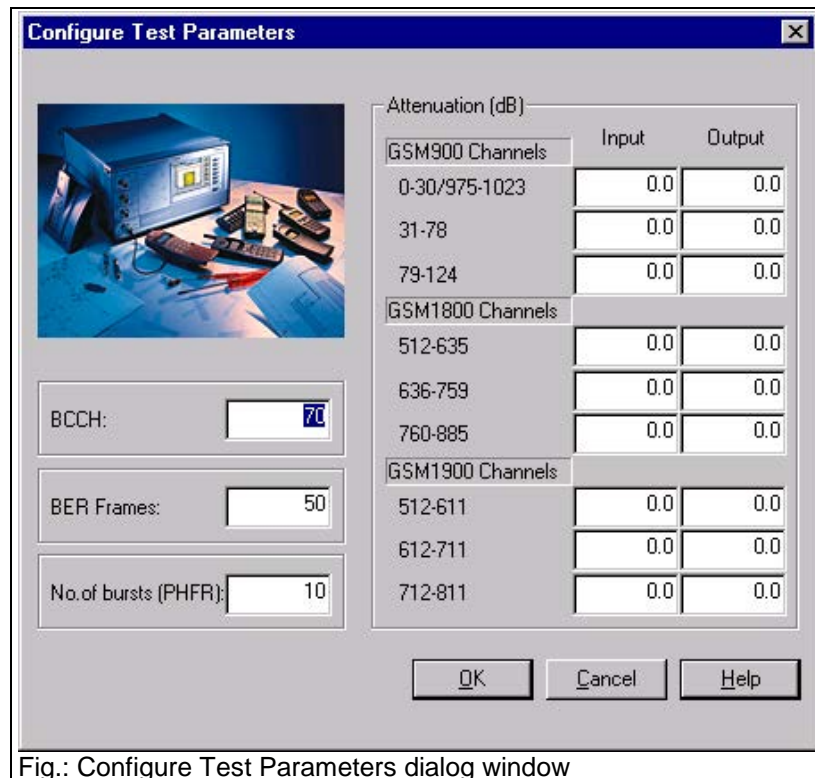 Configure Test Parameters
BCCH: 70
BER Frames: 50
No.of bursts (PHFR): 10
Attenuation (dB)
Input Output
GSM900 Channels
0-30/975-1023 0.0 0.0
31-78 0.0 0.0
79-124 0.0 0.0
GSM1800 Channels
512-635 0.0 0.0
636-759 0.0 0.0
760-885 0.0 0.0
GSM1900 Channels
512-611 0.0 0.0
612-711 0.0 0.0
712-811 0.0 0.0
OK Cancel Help
Fig.: Configure Test Parameters dialog window